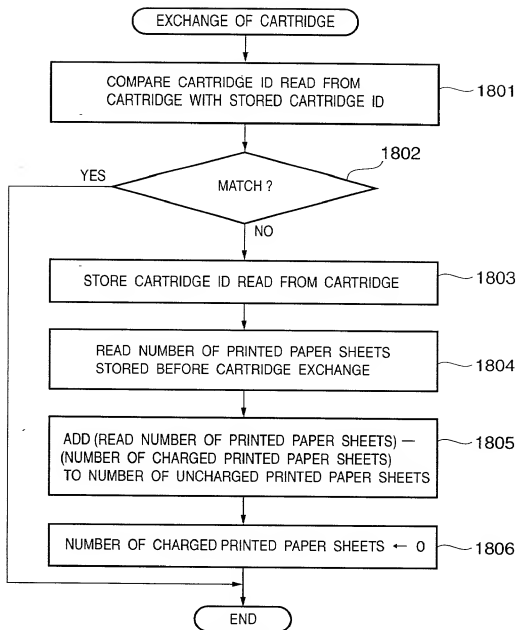 EXCHANGE OF CARTRIDGE
COMPARE CARTRIDGE ID READ FROM
CARTRIDGE WITH STORED CARTRIDGE ID
1801
1802
YES
MATCH ?
NO
STORE CARTRIDGE ID READ FROM CARTRIDGE
1803
READ NUMBER OF PRINTED PAPER SHEETS
STORED BEFORE CARTRIDGE EXCHANGE
1804
ADD (READ NUMBER OF PRINTED PAPER SHEETS) —
(NUMBER OF CHARGED PRINTED PAPER SHEETS)
TO NUMBER OF UNCHARGED PRINTED PAPER SHEETS
1805
NUMBER OF CHARGED PRINTED PAPER SHEETS ← 0
1806
END